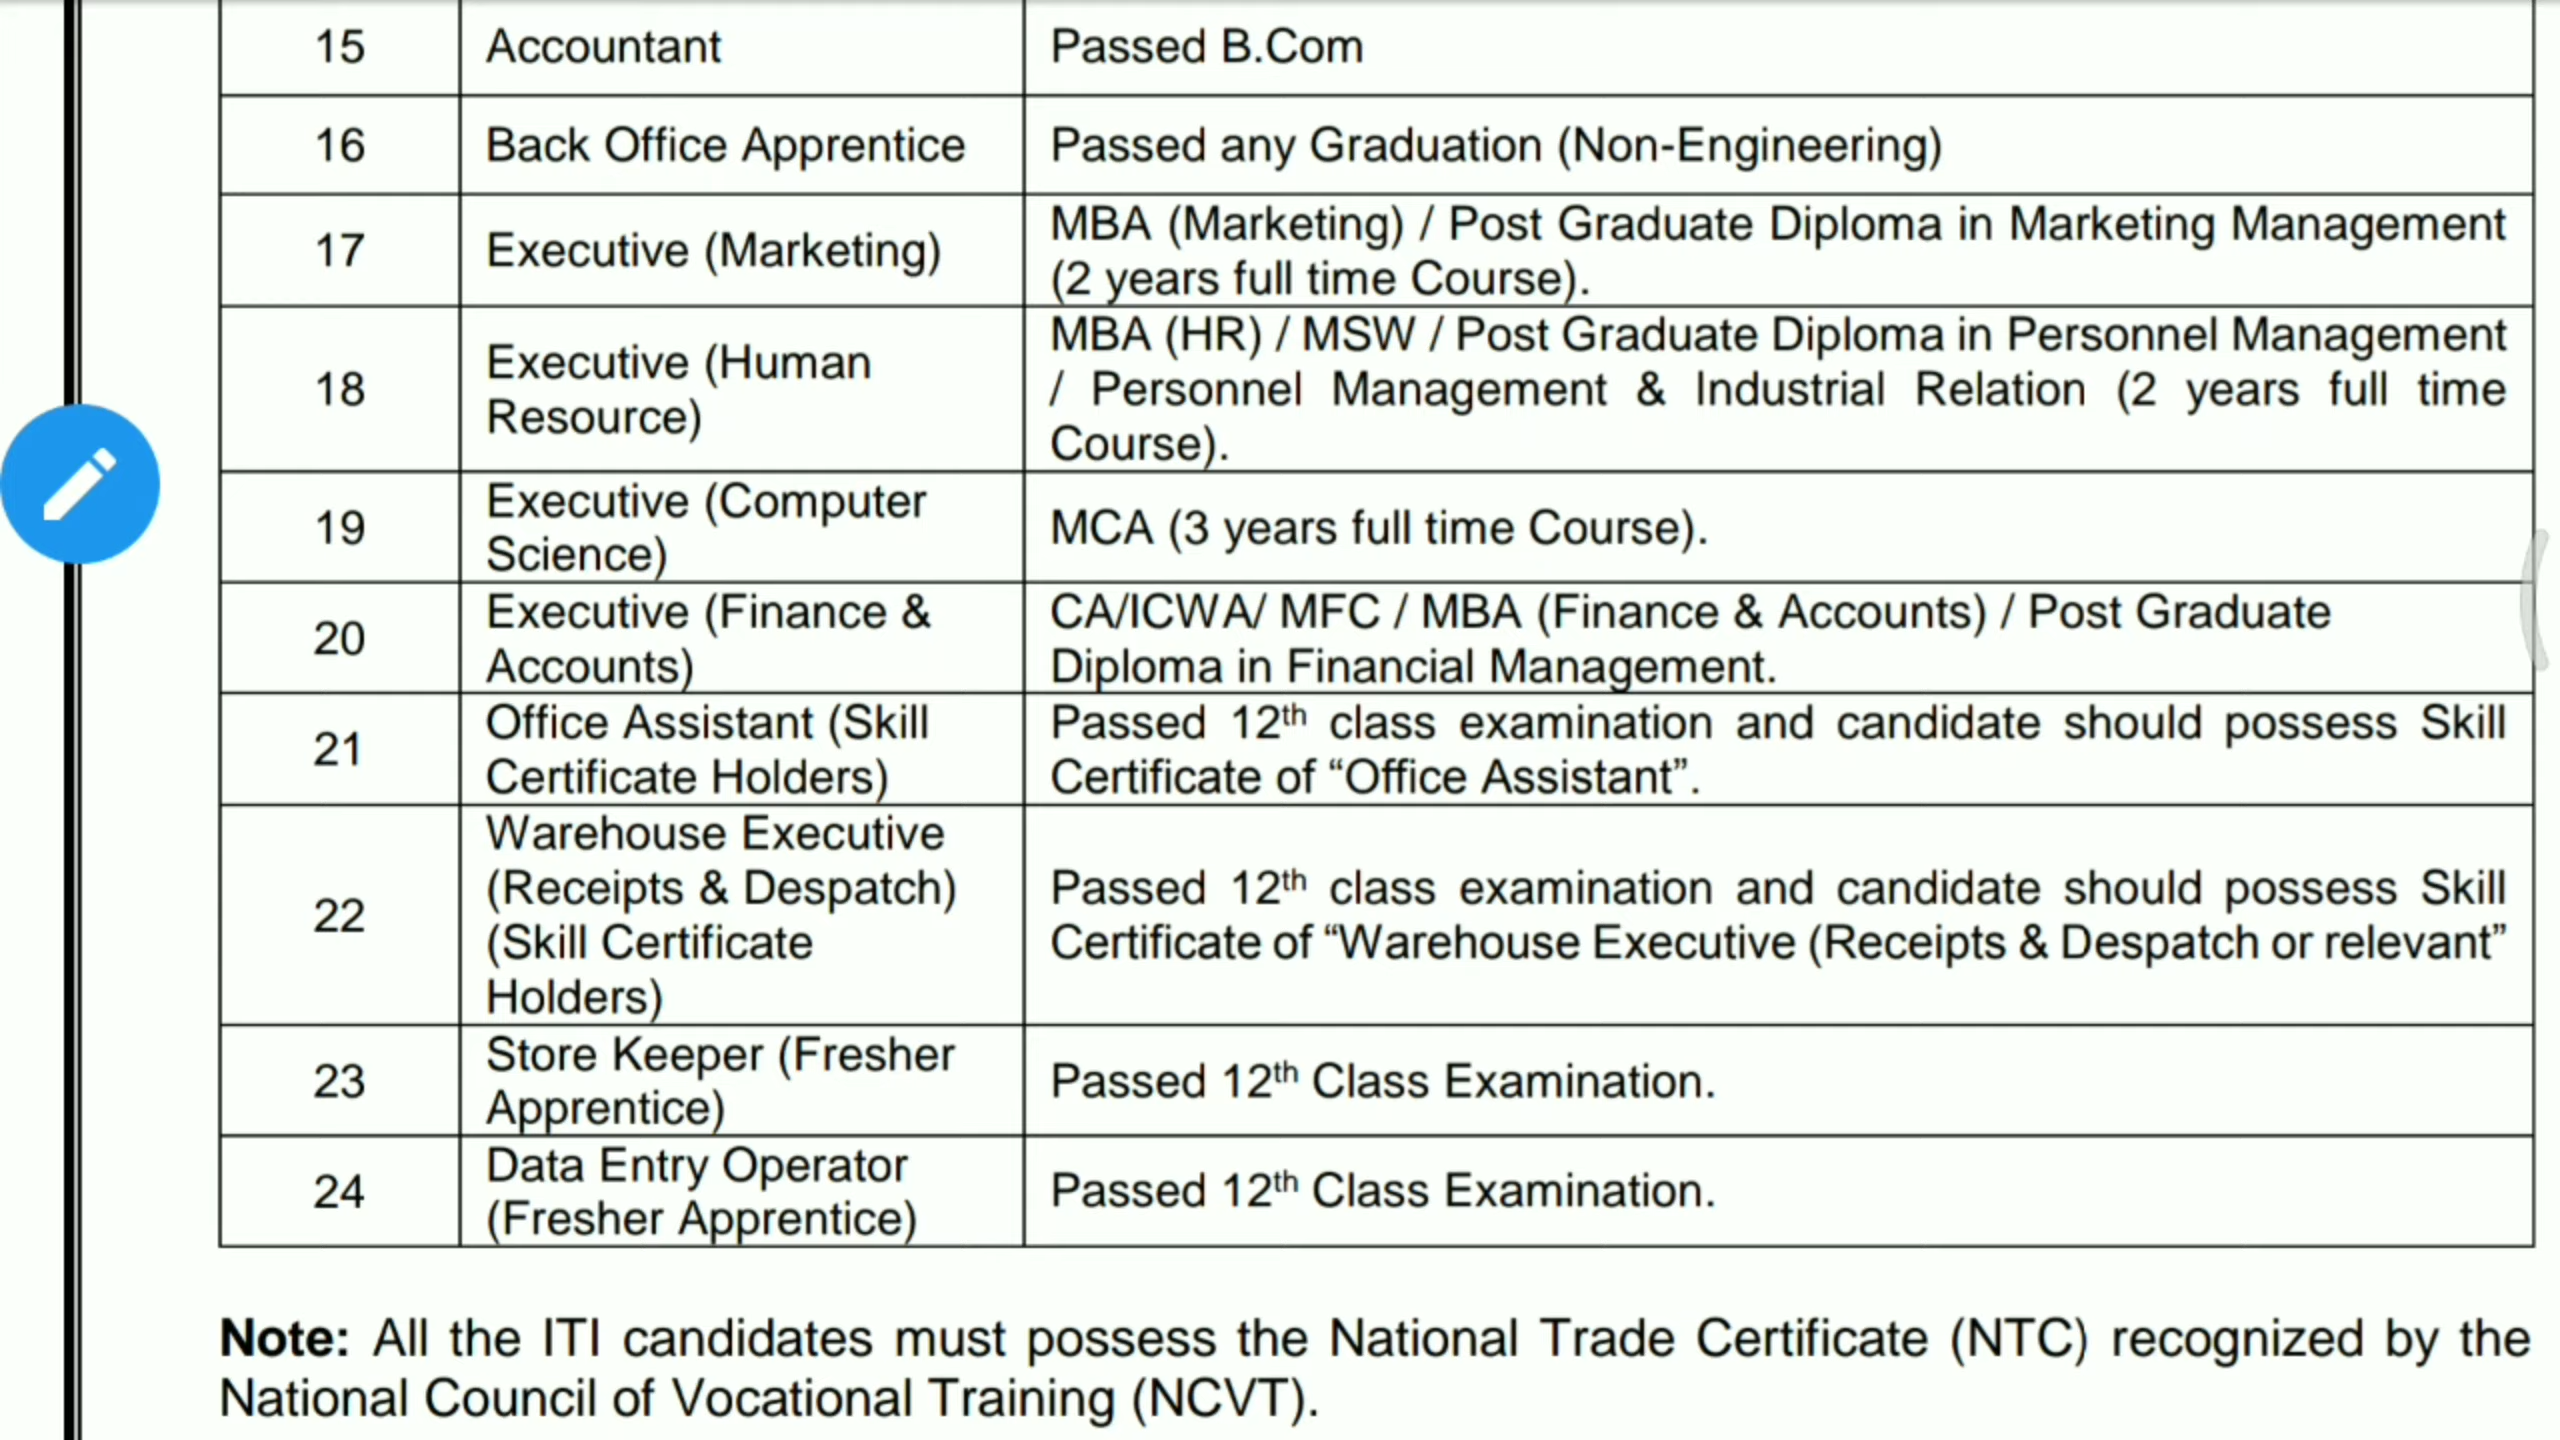 15 Accountant Passed B.Com
16 Back Office Apprentice Passed any Graduation (Non-Engineering)
17 Executive (Marketing) MBA (Marketing) / Post Graduate Diploma in Marketing Management
(2 years full time Course).
18 Executive (Human
Resource)
MBA (HR) / MSW / Post Graduate Diploma in Personnel Management
/ Personnel Management & Industrial Relation (2 years full time
Course).
19 Executive (Computer
Science)
MCA (3 years full time Course).
20 Executive (Finance &
Accounts)
CA/ICWA/ MFC / MBA (Finance & Accounts) / Post Graduate
Diploma in Financial Management.
21 Office Assistant (Skill
Certificate Holders)
Passed 12th class examination and candidate should possess Skill
Certificate of “Office Assistant”.
22 Warehouse Executive
(Receipts & Despatch)
(Skill Certificate
Holders)
Passed 12th class examination and candidate should possess Skill
Certificate of “Warehouse Executive (Receipts & Despatch or relevant”
23 Store Keeper (Fresher
Apprentice)
Passed 12th Class Examination.
24 Data Entry Operator
(Fresher Apprentice)
Passed 12th Class Examination.
Note: All the ITI candidates must possess the National Trade Certificate (NTC) recognized by the
National Council of Vocational Training (NCVT).